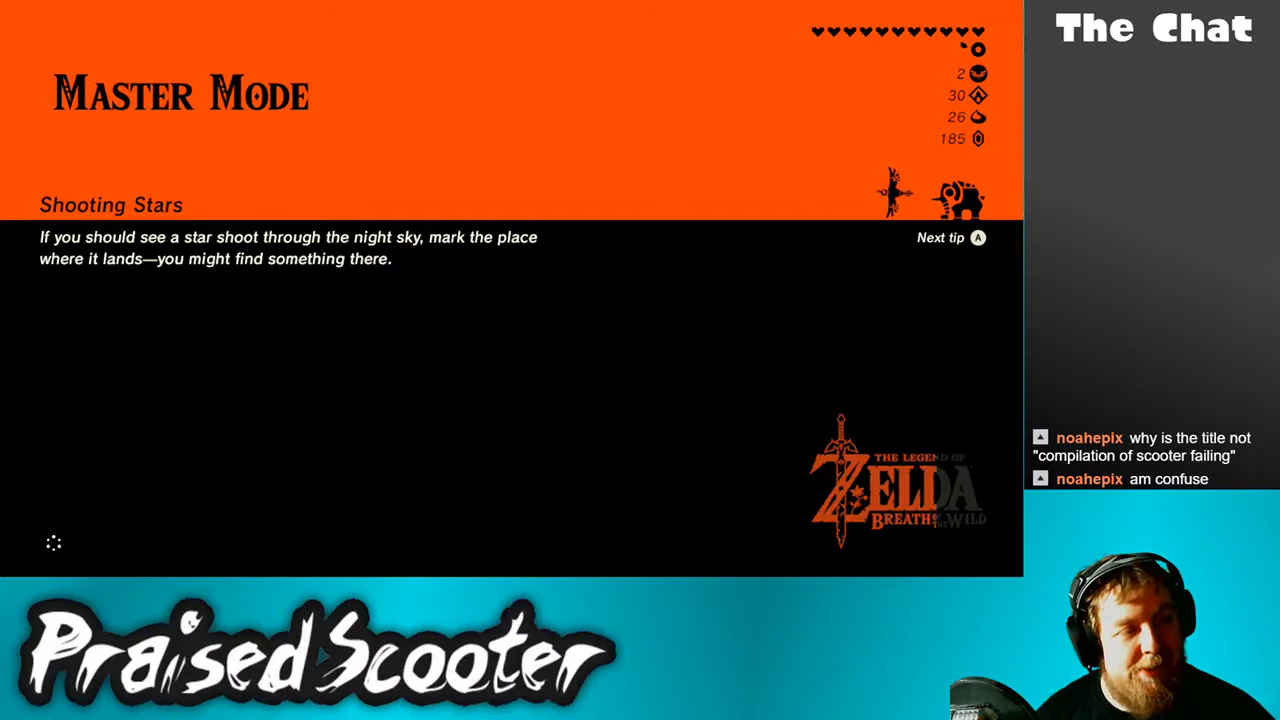 The Chat
Master Mode
2
30
26
185
Shooting Stars
If you should see a star shoot through the night sky, mark the place
where it lands—you might find something there.
Next tip A
noahepix why is the title not
"compilation of scooter failing"
noahepix am confuse
THE LEGEND OF
ZELDA
BREATH OF THE WILD
PraisedScooter